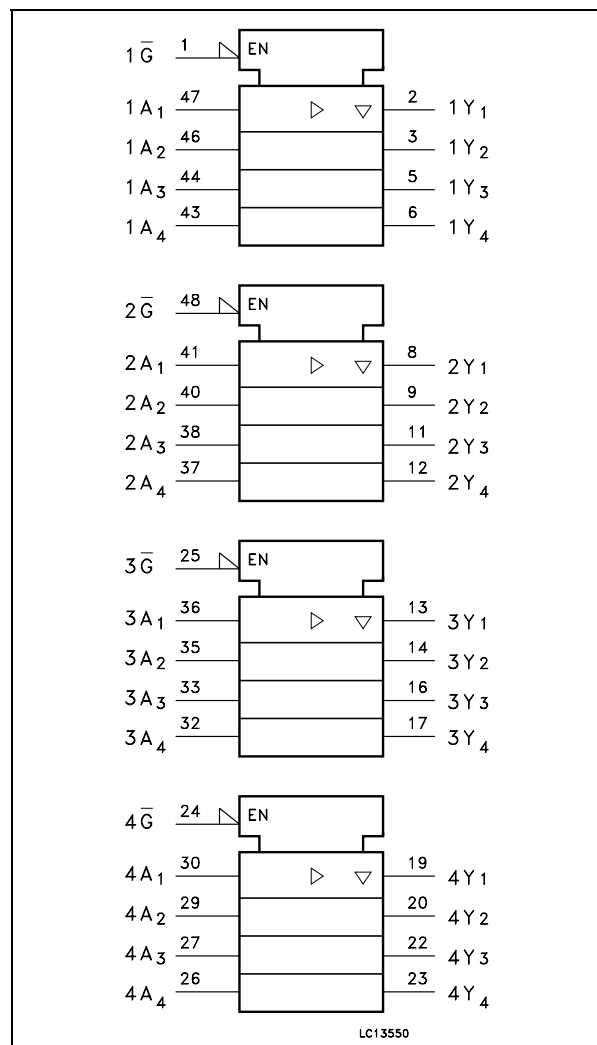 1G̅ 1 EN
1A1 47 2 1Y1
1A2 46 3 1Y2
1A3 44 5 1Y3
1A4 43 6 1Y4
2G̅ 48 EN
2A1 41 8 2Y1
2A2 40 9 2Y2
2A3 38 11 2Y3
2A4 37 12 2Y4
3G̅ 25 EN
3A1 36 13 3Y1
3A2 35 14 3Y2
3A3 33 16 3Y3
3A4 32 17 3Y4
4G̅ 24 EN
4A1 30 19 4Y1
4A2 29 20 4Y2
4A3 27 22 4Y3
4A4 26 23 4Y4
LC13550